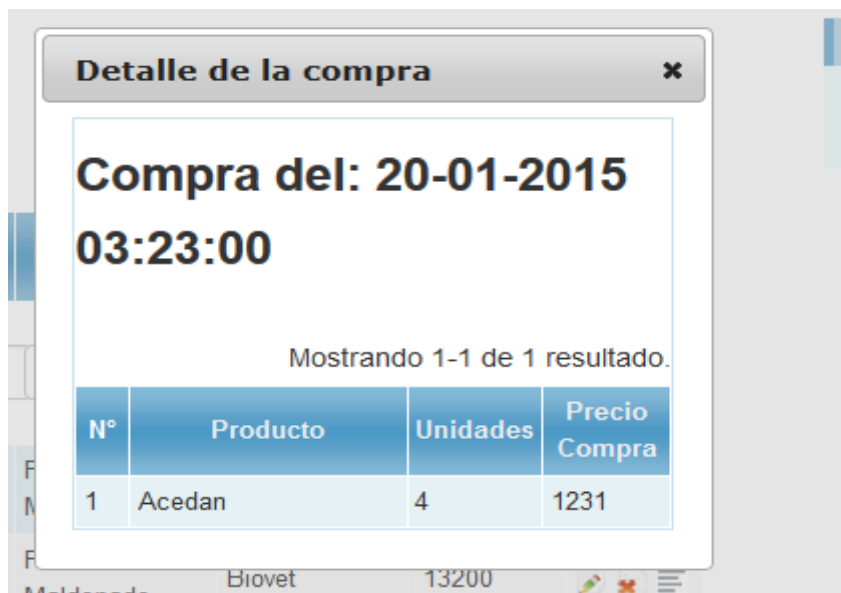 Detalle de la compra
Compra del: 20-01-2015
03:23:00
Mostrando 1-1 de 1 resultado.
N° Producto Unidades Precio Compra
1 Acedan 4 1231
Biovet 13200